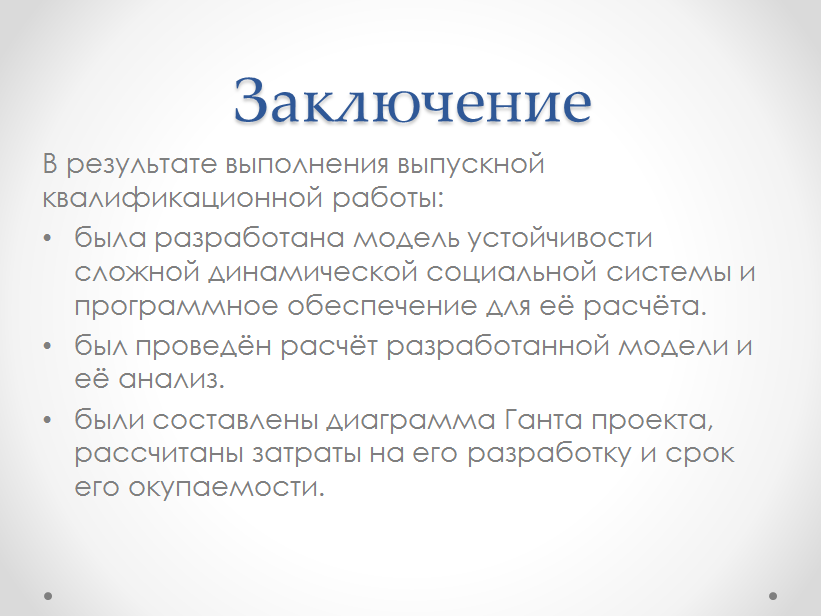 Заключение
В результате выполнения выпускной
квалификационной работы:
• была разработана модель устойчивости
сложной динамической социальной системы и
программное обеспечение для её расчёта.
• был проведён расчёт разработанной модели и
её анализ.
• были составлены диаграмма Ганта проекта,
рассчитаны затраты на его разработку и срок
его окупаемости.